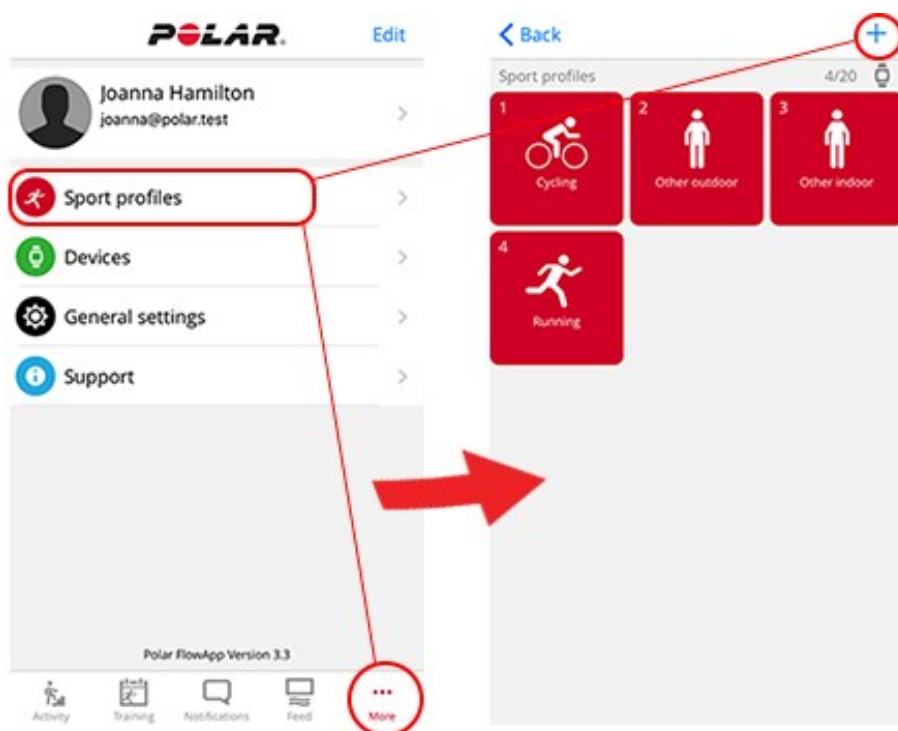 POLAR.
Edit
Joanna Hamilton
joanna@polar.test
Sport profiles
Devices
General settings
Support
Polar FlowApp Version 3.3
Activity
Training
Notifications
Feed
More
Back
+
Sport profiles
4/20
1
Cycling
2
Other outdoor
3
Other indoor
4
Running